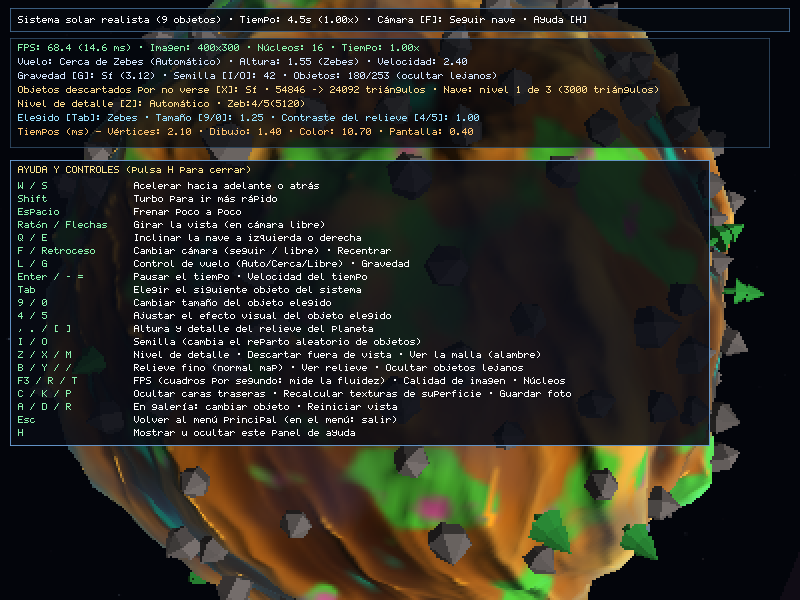 Sistema solar realista (9 objetos) • Tiempo: 4.5s (1.00x) • Cámara [F]: Seguir nave • Ayuda [H]
FPS: 68.4 (14.6 ms) • Imagen: 400x300 • Núcleos: 16 • Tiempo: 1.00x
Vuelo: Cerca de Zebes (Automático) • Altura: 1.55 (Zebes) • Velocidad: 2.40
Gravedad [G]: Sí (3.12) • Semilla [I/O]: 42 • Objetos: 180/253 (ocultar lejanos)
Objetos descartados por no verse [X]: Sí • 54846 -> 24092 triángulos • Nave: nivel 1 de 3 (3000 triángulos)
Nivel de detalle [Z]: Automático • Zeb:4/5(5120)
Elegido [Tab]: Zebes • Tamaño [9/0]: 1.25 • Contraste del relieve [4/5]: 1.00
Tiempos (ms) – Vértices: 2.10 • Dibujo: 1.40 • Color: 10.70 • Pantalla: 0.40
AYUDA Y CONTROLES (Pulsa H para cerrar)
W / S Acelerar hacia adelante o atrás
Shift Turbo para ir más rápido
Espacio Frenar poco a poco
Ratón / Flechas Girar la vista (en cámara libre)
Q / E Inclinar la nave a izquierda o derecha
F / Retroceso Cambiar cámara (seguir / libre) • Recentrar
L / G Control de vuelo (Auto/Cerca/Libre) • Gravedad
Enter / - = Pausar el tiempo • Velocidad del tiempo
Tab Elegir el siguiente objeto del sistema
9 / 0 Cambiar tamaño del objeto elegido
4 / 5 Ajustar el efecto visual del objeto elegido
, . / [ ] Altura y detalle del relieve del planeta
I / O Semilla (cambia el reparto aleatorio de objetos)
Z / X / M Nivel de detalle • Descartar fuera de vista • Ver la malla (alambre)
B / Y / / Relieve fino (normal map) • Ver relieve • Ocultar objetos lejanos
F3 / R / T FPS (cuadros por segundo: mide la fluidez) • Calidad de imagen • Núcleos
C / K / P Ocultar caras traseras • Recalcular texturas de superficie • Guardar foto
A / D / R En galería: cambiar objeto • Reiniciar vista
Esc Volver al menú principal (en el menú: salir)
H Mostrar u ocultar este panel de ayuda